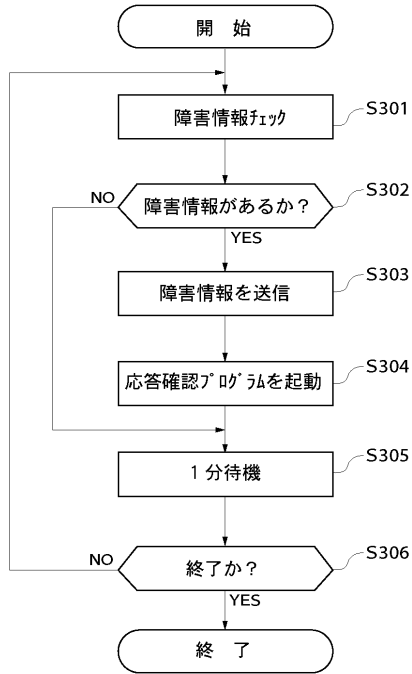 開　始
障害情報ﾁｪｯｸ
S301
障害情報があるか？
S302
NO
YES
障害情報を送信
S303
応答確認ﾌﾟﾛｸﾞﾗﾑを起動
S304
１分待機
S305
終了か？
S306
NO
YES
終　了